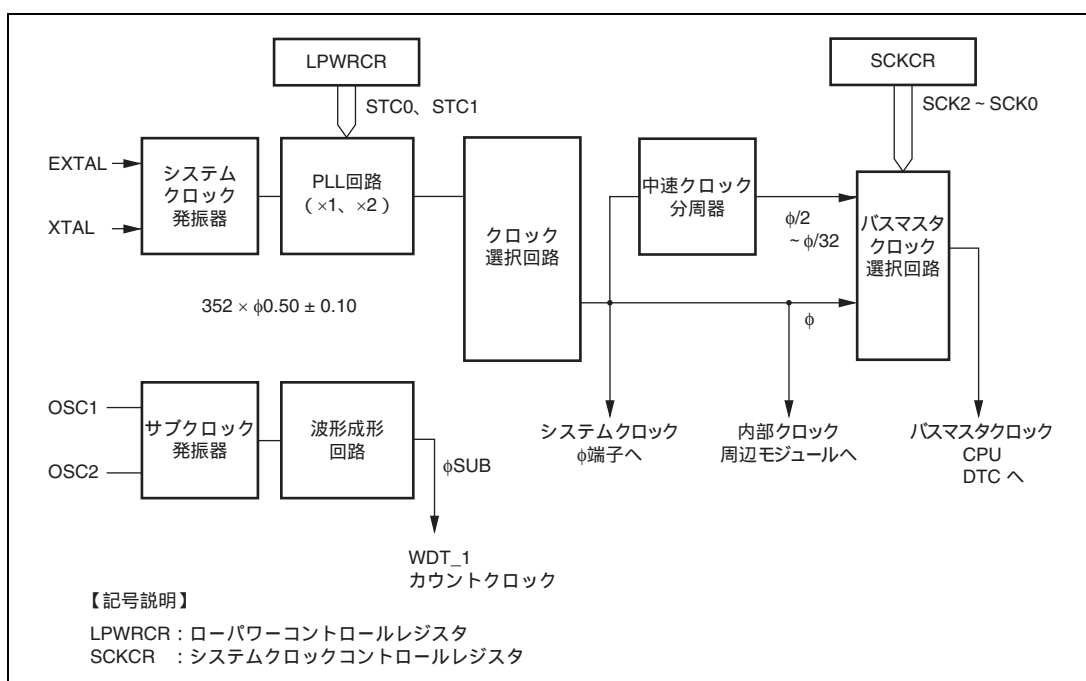 LPWRCR
SCKCR
STC0、STC1
SCK2～SCK0
EXTAL
XTAL
システム
クロック
発振器
PLL回路
（×1、×2）
クロック
選択回路
中速クロック
分周器
φ/2
～φ/32
バスマスタ
クロック
選択回路
352 × φ0.50 ± 0.10
φ
OSC1
OSC2
サブクロック
発振器
波形成形
回路
φSUB
システムクロック
φ端子へ
内部クロック
周辺モジュールへ
バスマスタクロック
CPU
DTC へ
WDT_1
カウントクロック
【記号説明】
LPWRCR：ローパワーコントロールレジスタ
SCKCR ：システムクロックコントロールレジスタ